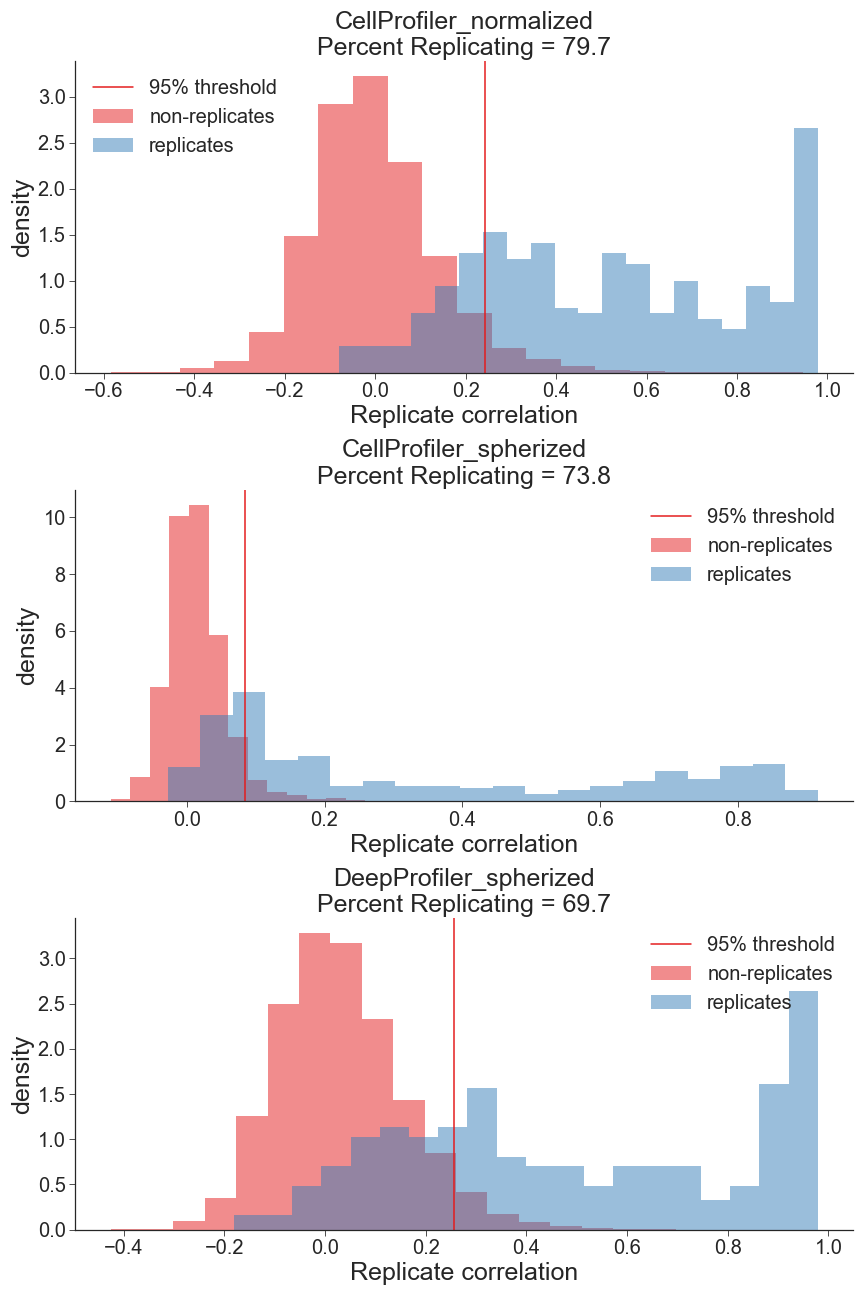 CellProfiler_normalized
Percent Replicating = 79.7
95% threshold
non-replicates
replicates
density
3.0
2.5
2.0
1.5
1.0
0.5
0.0
−0.6 −0.4 −0.2 0.0 0.2 0.4 0.6 0.8 1.0
Replicate correlation
CellProfiler_spherized
Percent Replicating = 73.8
95% threshold
non-replicates
replicates
density
10
8
6
4
2
0
0.0 0.2 0.4 0.6 0.8
Replicate correlation
DeepProfiler_spherized
Percent Replicating = 69.7
95% threshold
non-replicates
replicates
density
3.0
2.5
2.0
1.5
1.0
0.5
0.0
−0.4 −0.2 0.0 0.2 0.4 0.6 0.8 1.0
Replicate correlation